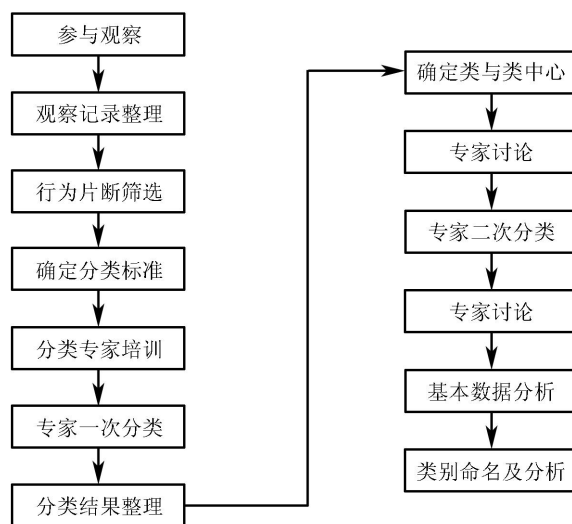 参与观察
观察记录整理
行为片断筛选
确定分类标准
分类专家培训
专家一次分类
分类结果整理
确定类与类中心
专家讨论
专家二次分类
专家讨论
基本数据分析
类别命名及分析